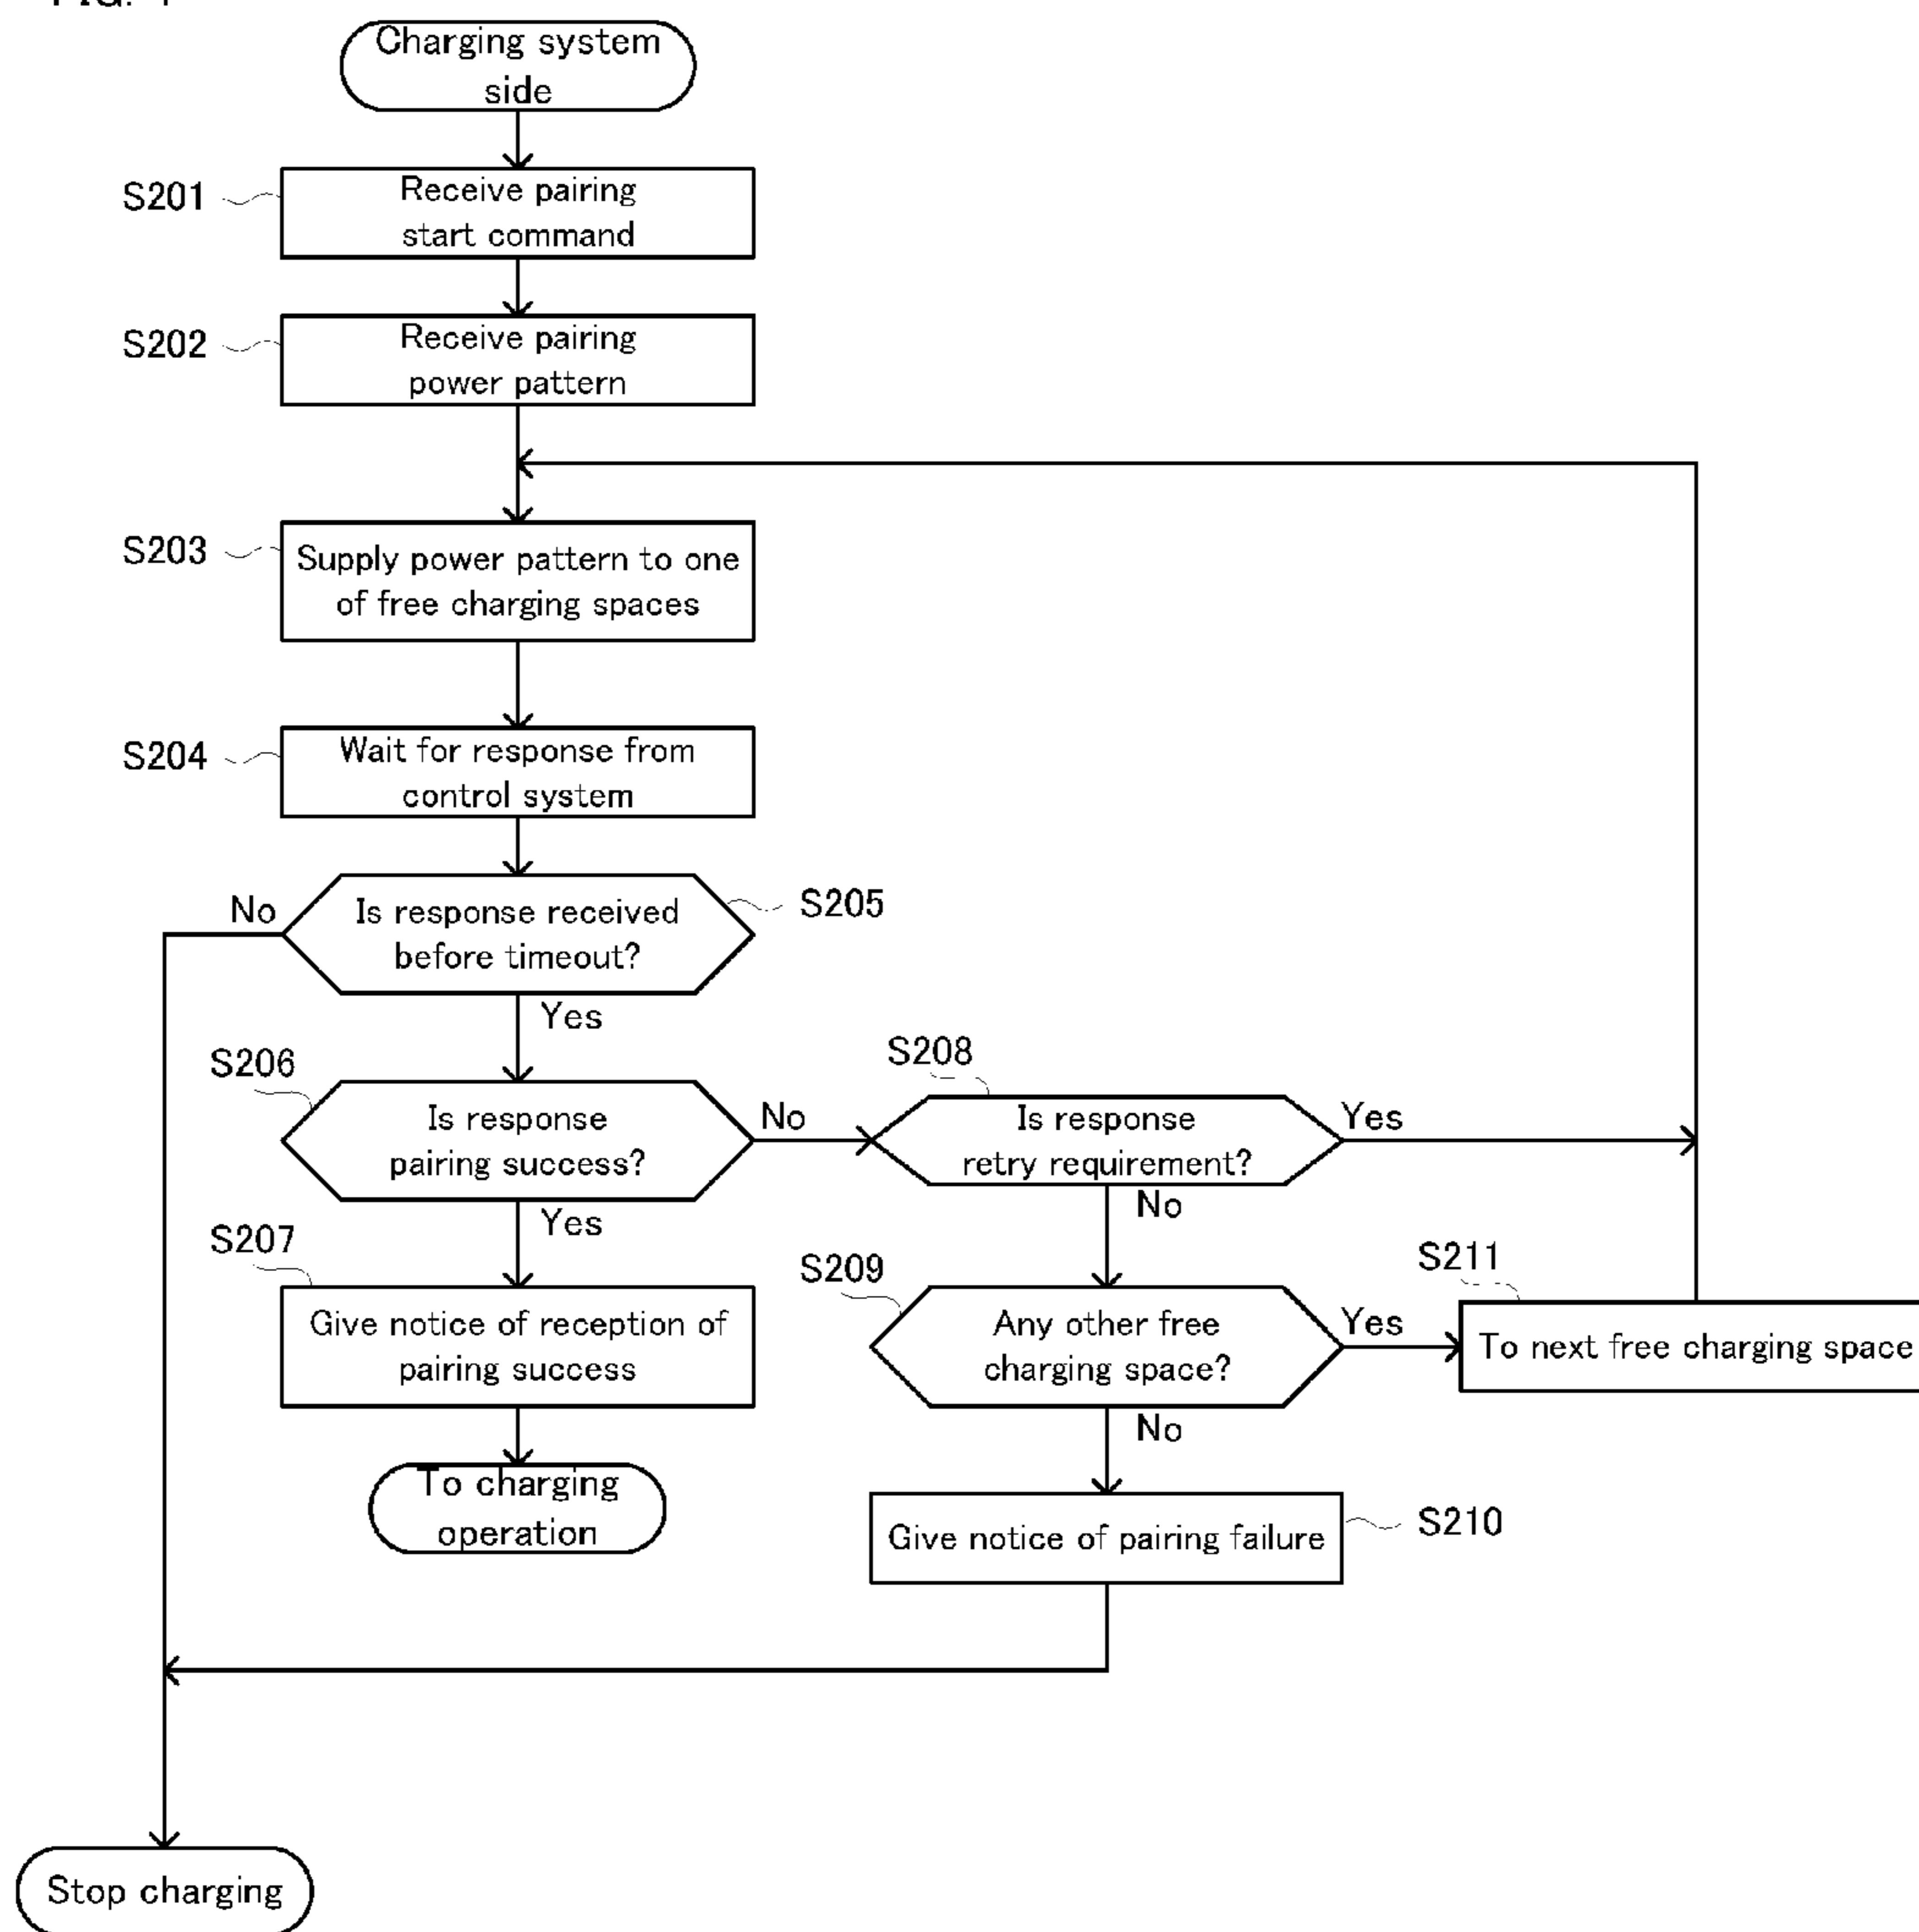 Charging system
side
S201
Receive pairing
start command
S202
Receive pairing
power pattern
S203
Supply power pattern to one
of free charging spaces
S204
Wait for response from
control system
No
Is response received
before timeout?
S205
Yes
S206
Is response
pairing success?
No
S208
Is response
retry requirement?
Yes
Yes
No
S207
Give notice of reception of
pairing success
S209
Any other free
charging space?
Yes
S211
To next free charging space
To charging
operation
No
Give notice of pairing failure
S210
Stop charging